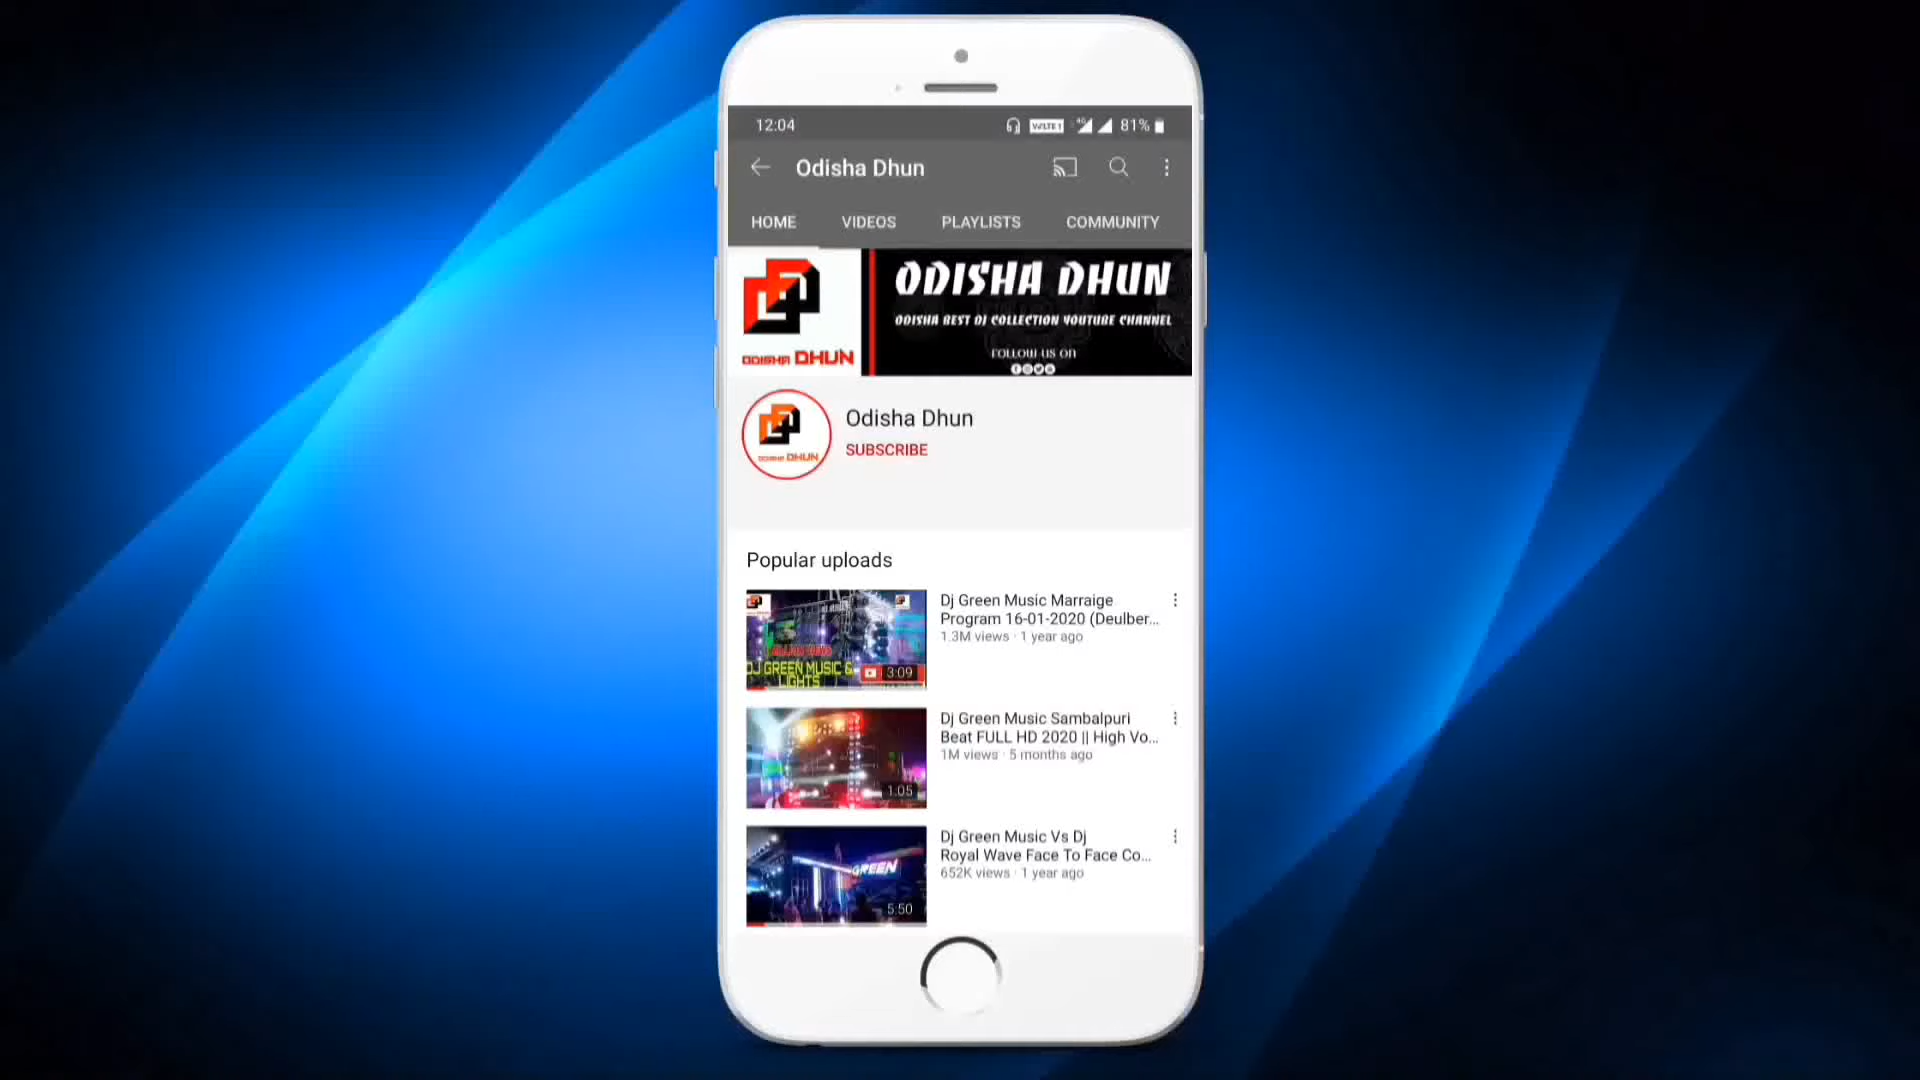 12:04
VoLTE1 4G 81%
Odisha Dhun
HOME VIDEOS PLAYLISTS COMMUNITY
ODISHA DHUN
ODISHA DHUN
ODISHA BEST DJ COLLECTION YOUTUBE CHANNEL
FOLLOW US ON
Odisha Dhun
ODISHA DHUN
SUBSCRIBE
Popular uploads
Dj Green Music Marraige
Program 16-01-2020 (Deulber...
1.3M views · 1 year ago
DJ GREEN MUSIC &
LIGHTS
3:09
Dj Green Music Sambalpuri
Beat FULL HD 2020 || High Vo...
1M views · 5 months ago
1:05
Dj Green Music Vs Dj
Royal Wave Face To Face Co...
652K views · 1 year ago
GREEN
5:50